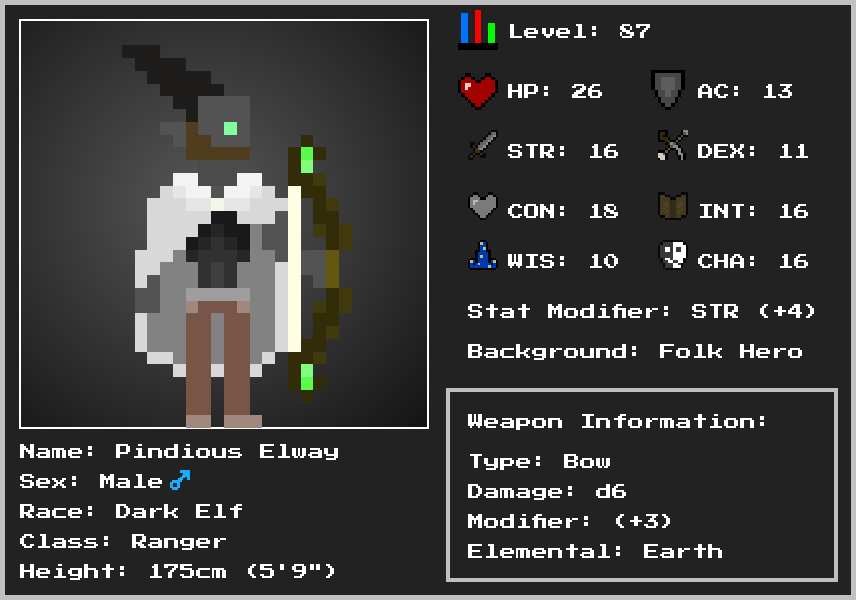 Level: 87
HP: 26 AC: 13
STR: 16 DEX: 11
CON: 18 INT: 16
WIS: 10 CHA: 16
Stat Modifier: STR (+4)
Background: Folk Hero
Weapon Information:
Type: Bow
Damage: d6
Modifier: (+3)
Elemental: Earth
Name: Pindious Elway
Sex: Male ♂
Race: Dark Elf
Class: Ranger
Height: 175cm (5'9")